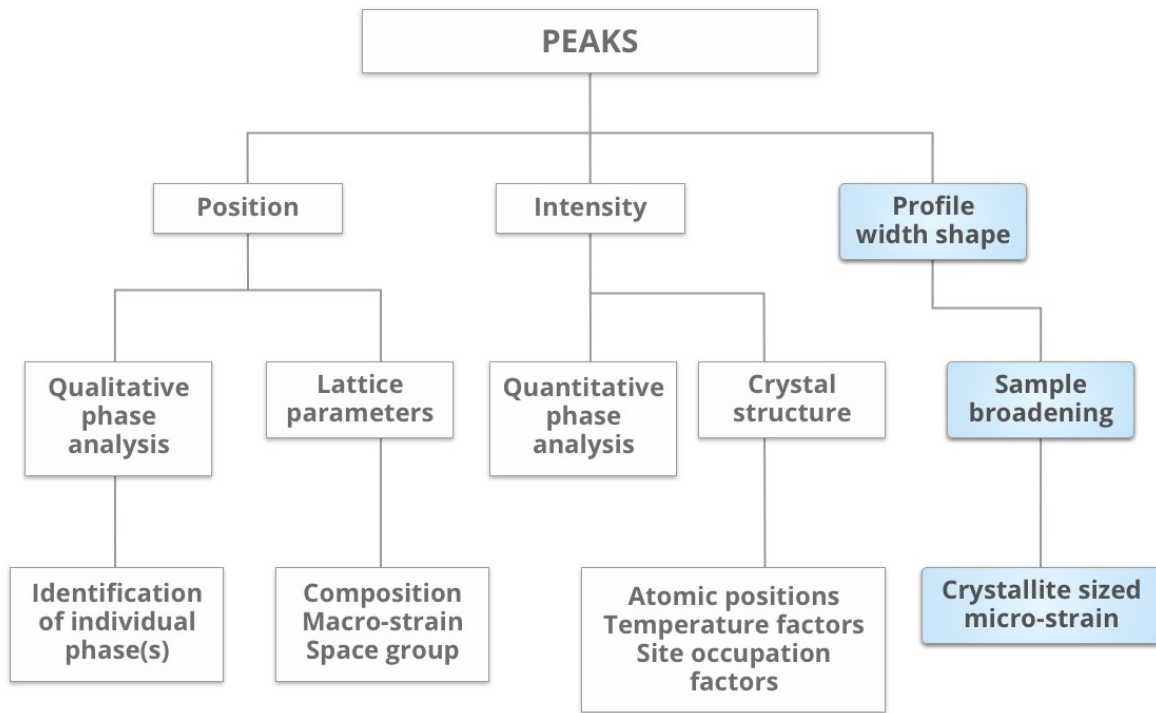 PEAKS
Position
Intensity
Profile
width shape
Qualitative
phase
analysis
Lattice
parameters
Quantitative
phase
analysis
Crystal
structure
Sample
broadening
Identification
of individual
phase(s)
Composition
Macro-strain
Space group
Atomic positions
Temperature factors
Site occupation
factors
Crystallite sized
micro-strain